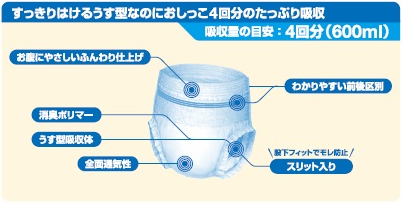 すっきりはけるうす型なのにおしっこ4回分のたっぷり吸収
吸収量の目安：4回分（600ml）
お腹にやさしいふんわり仕上げ
わかりやすい前後区別
消臭ポリマー
うす型吸収体
全面通気性
股下フィットでモレ防止
スリット入り